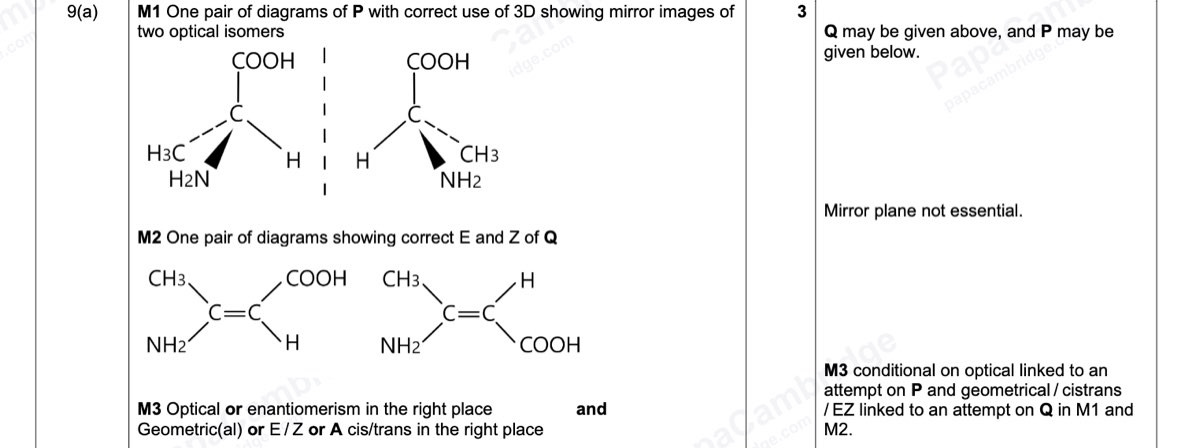 9(a)
M1 One pair of diagrams of P with correct use of 3D showing mirror images of
two optical isomers
3
Q may be given above, and P may be
given below.
COOH
COOH
C
C
H3C
H
H
CH3
H2N
NH2
Mirror plane not essential.
M2 One pair of diagrams showing correct E and Z of Q
CH3
COOH
CH3
H
C=C
C=C
NH2
H
NH2
COOH
M3 conditional on optical linked to an
attempt on P and geometrical / cistrans
/ EZ linked to an attempt on Q in M1 and
M2.
M3 Optical or enantiomerism in the right place and
Geometric(al) or E / Z or A cis/trans in the right place
PapaCambridge
papacambridge.com